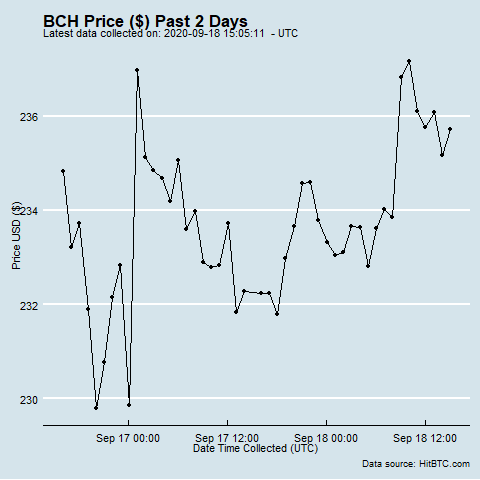 BCH Price ($) Past 2 Days
Latest data collected on: 2020-09-18 15:05:11 - UTC
236
234
Price USD ($)
232
230
Sep 17 00:00 Sep 17 12:00 Sep 18 00:00 Sep 18 12:00
Date Time Collected (UTC)
Data source: HitBTC.com